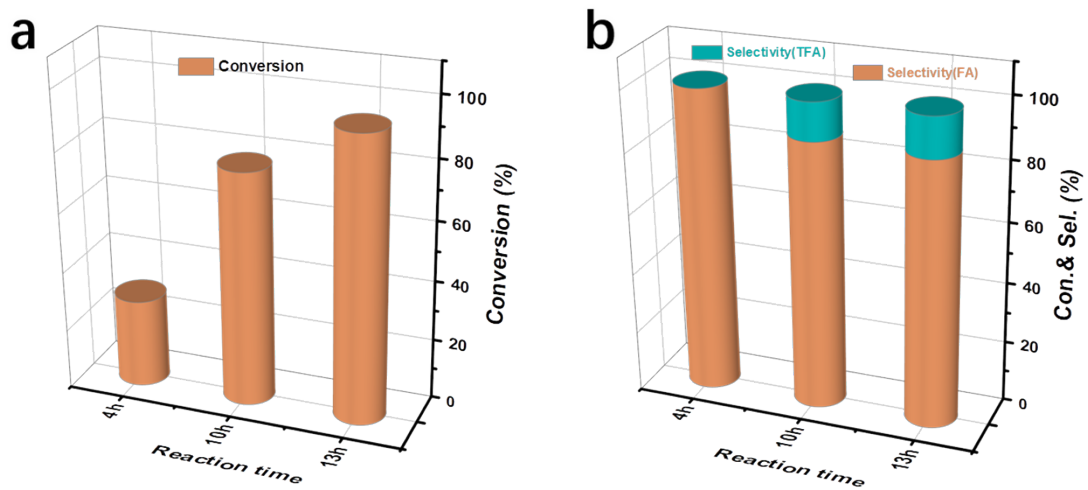 a
Conversion
100
80
60
40
20
0
Conversion (%)
4h
10h
13h
Reaction time
b
Selectivity(TFA)
Selectivity(FA)
100
80
60
40
20
0
Con.& Sel. (%)
4h
10h
13h
Reaction time